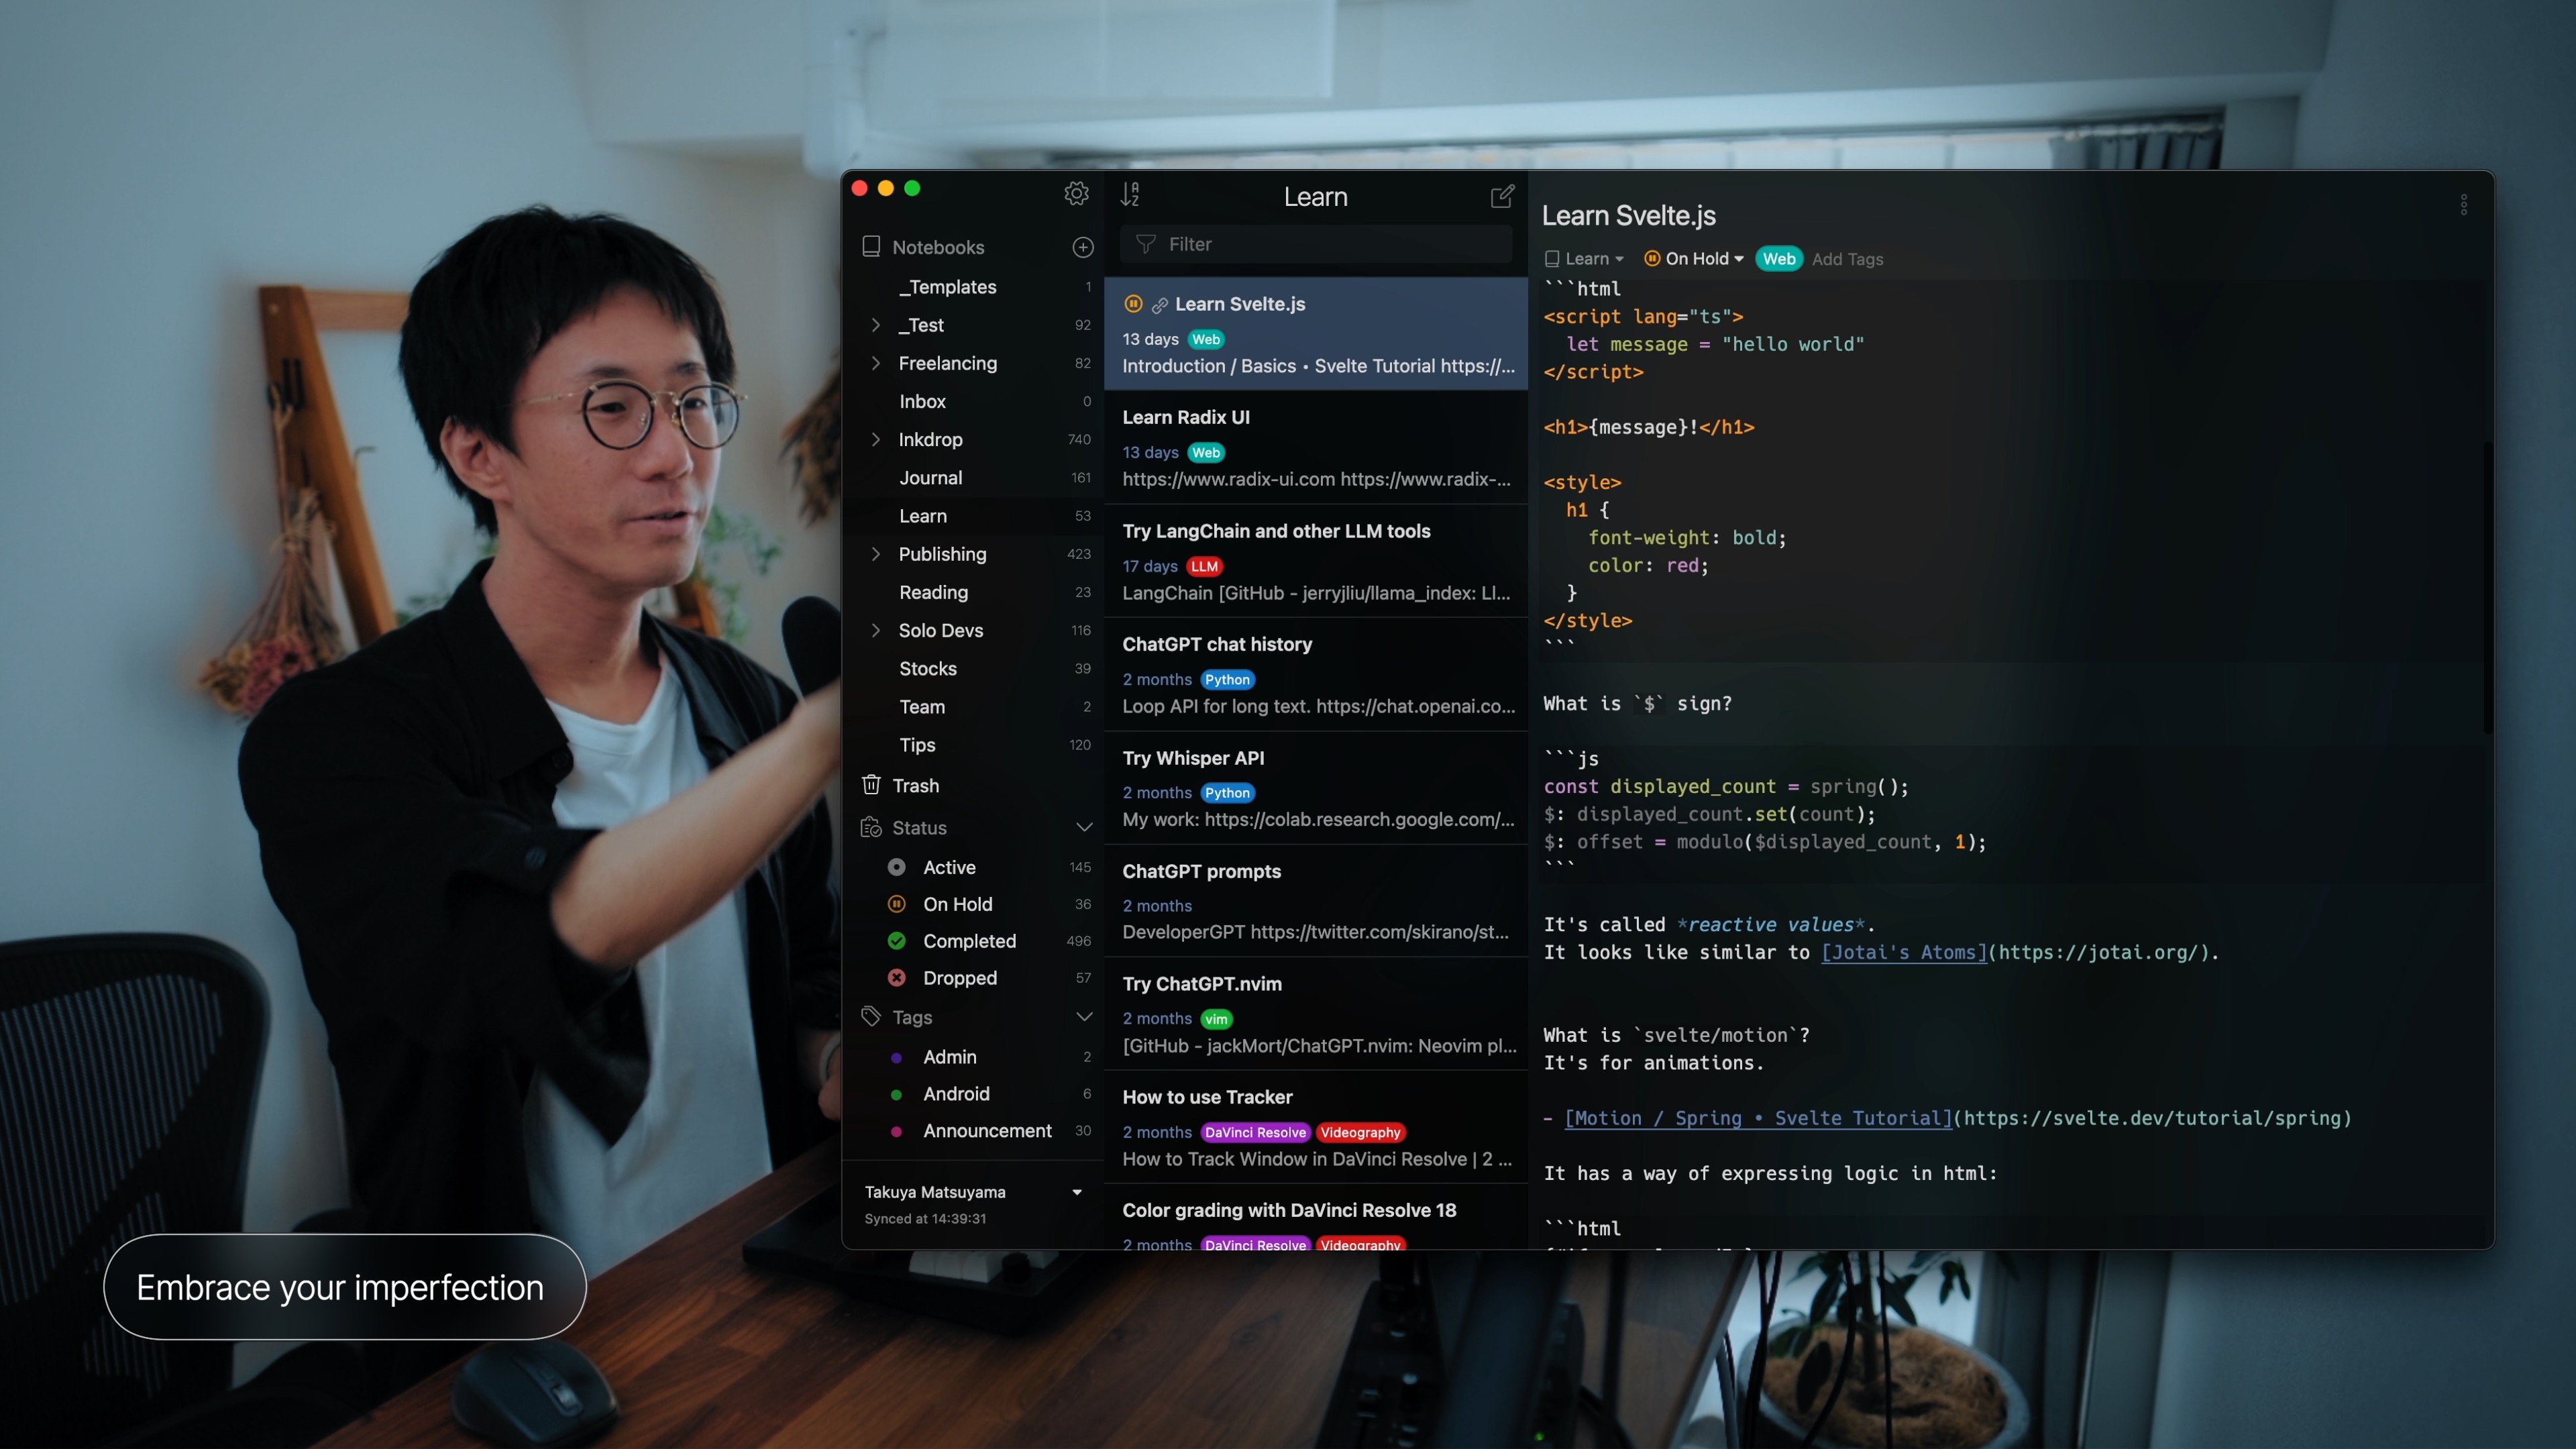 Notebooks
_Templates 1
_Test 92
Freelancing 82
Inbox 0
Inkdrop 740
Journal 161
Learn 53
Publishing 423
Reading 23
Solo Devs 116
Stocks 39
Team 2
Tips 120
Trash
Status
Active 145
On Hold 36
Completed 496
Dropped 57
Tags
Admin 2
Android 6
Announcement 30
Takuya Matsuyama
Synced at 14:39:31
Learn
Filter
Learn Svelte.js
13 days Web
Introduction / Basics • Svelte Tutorial https://...
Learn Radix UI
13 days Web
https://www.radix-ui.com https://www.radix-...
Try LangChain and other LLM tools
17 days LLM
LangChain [GitHub - jerryjliu/llama_index: Ll...
ChatGPT chat history
2 months Python
Loop API for long text. https://chat.openai.co...
Try Whisper API
2 months Python
My work: https://colab.research.google.com/...
ChatGPT prompts
2 months
DeveloperGPT https://twitter.com/skirano/st...
Try ChatGPT.nvim
2 months vim
[GitHub - jackMort/ChatGPT.nvim: Neovim pl...
How to use Tracker
2 months DaVinci Resolve Videography
How to Track Window in DaVinci Resolve | 2 ...
Color grading with DaVinci Resolve 18
2 months DaVinci Resolve Videography
Learn Svelte.js
Learn On Hold Web Add Tags
```html
<script lang="ts">
  let message = "hello world"
</script>
<h1>{message}!</h1>
<style>
  h1 {
    font-weight: bold;
    color: red;
  }
</style>
```
What is `$` sign?
```js
const displayed_count = spring();
$: displayed_count.set(count);
$: offset = modulo($displayed_count, 1);
```
It's called *reactive values*.
It looks like similar to [Jotai's Atoms](https://jotai.org/).
What is `svelte/motion`?
It's for animations.
- [Motion / Spring • Svelte Tutorial](https://svelte.dev/tutorial/spring)
It has a way of expressing logic in html:
```html
Embrace your imperfection